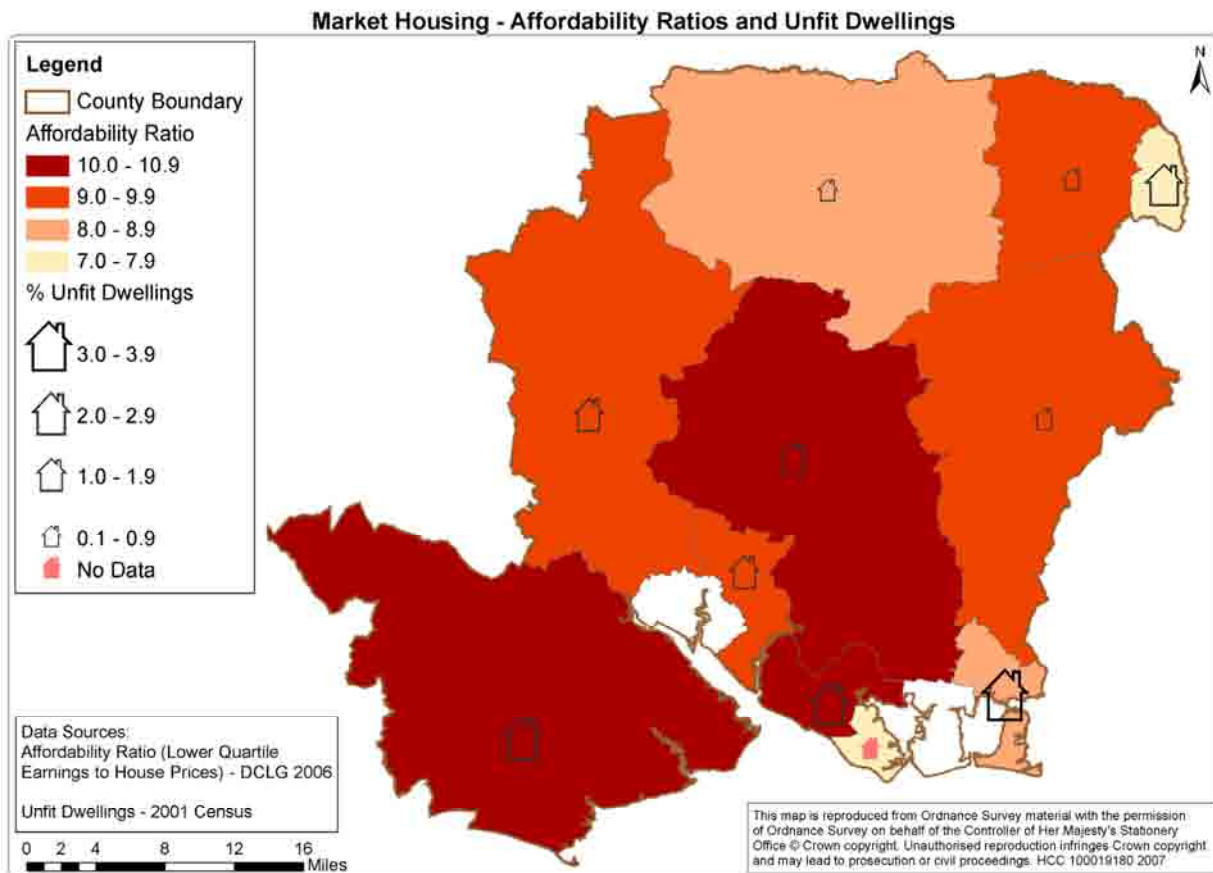 Market Housing - Affordability Ratios and Unfit Dwellings
Legend
County Boundary
Affordability Ratio
10.0 - 10.9
9.0 - 9.9
8.0 - 8.9
7.0 - 7.9
% Unfit Dwellings
3.0 - 3.9
2.0 - 2.9
1.0 - 1.9
0.1 - 0.9
No Data
N
Data Sources:
Affordability Ratio (Lower Quartile
Earnings to House Prices) - DCLG 2006
Unfit Dwellings - 2001 Census
0 2 4 8 12 16
Miles
This map is reproduced from Ordnance Survey material with the permission
of Ordnance Survey on behalf of the Controller of Her Majesty's Stationery
Office © Crown copyright. Unauthorised reproduction infringes Crown copyright
and may lead to prosecution or civil proceedings. HCC 100019180 2007